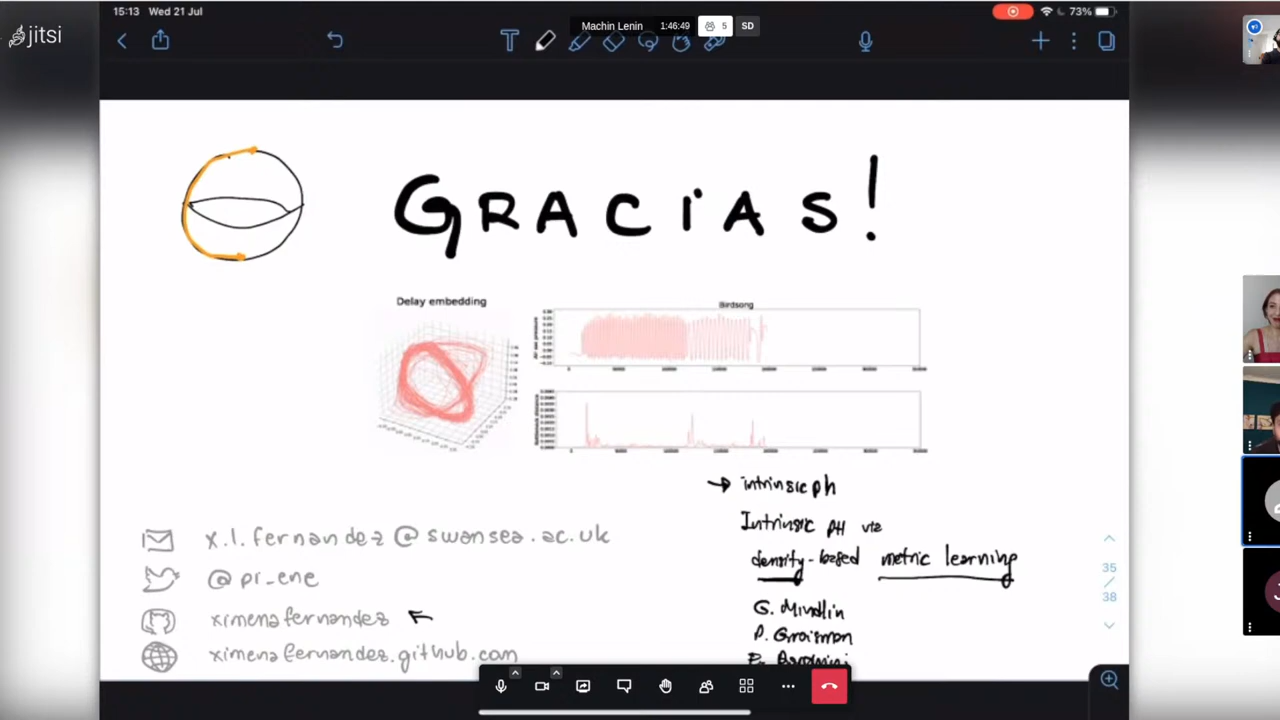 15:13 Wed 21 Jul
73%
jitsi
Machin Lenin 1:46:49 5 SD
GRACIAS!
Delay embedding
Birdsong
→ intrinsic ph
Intrinsic PH via
density-based metric learning
G. Mindlin
P. Groisman
x.l.fernandez@swansea.ac.uk
@pi_ene
ximenafernandez
ximenafernandez.github.com
35
/
38